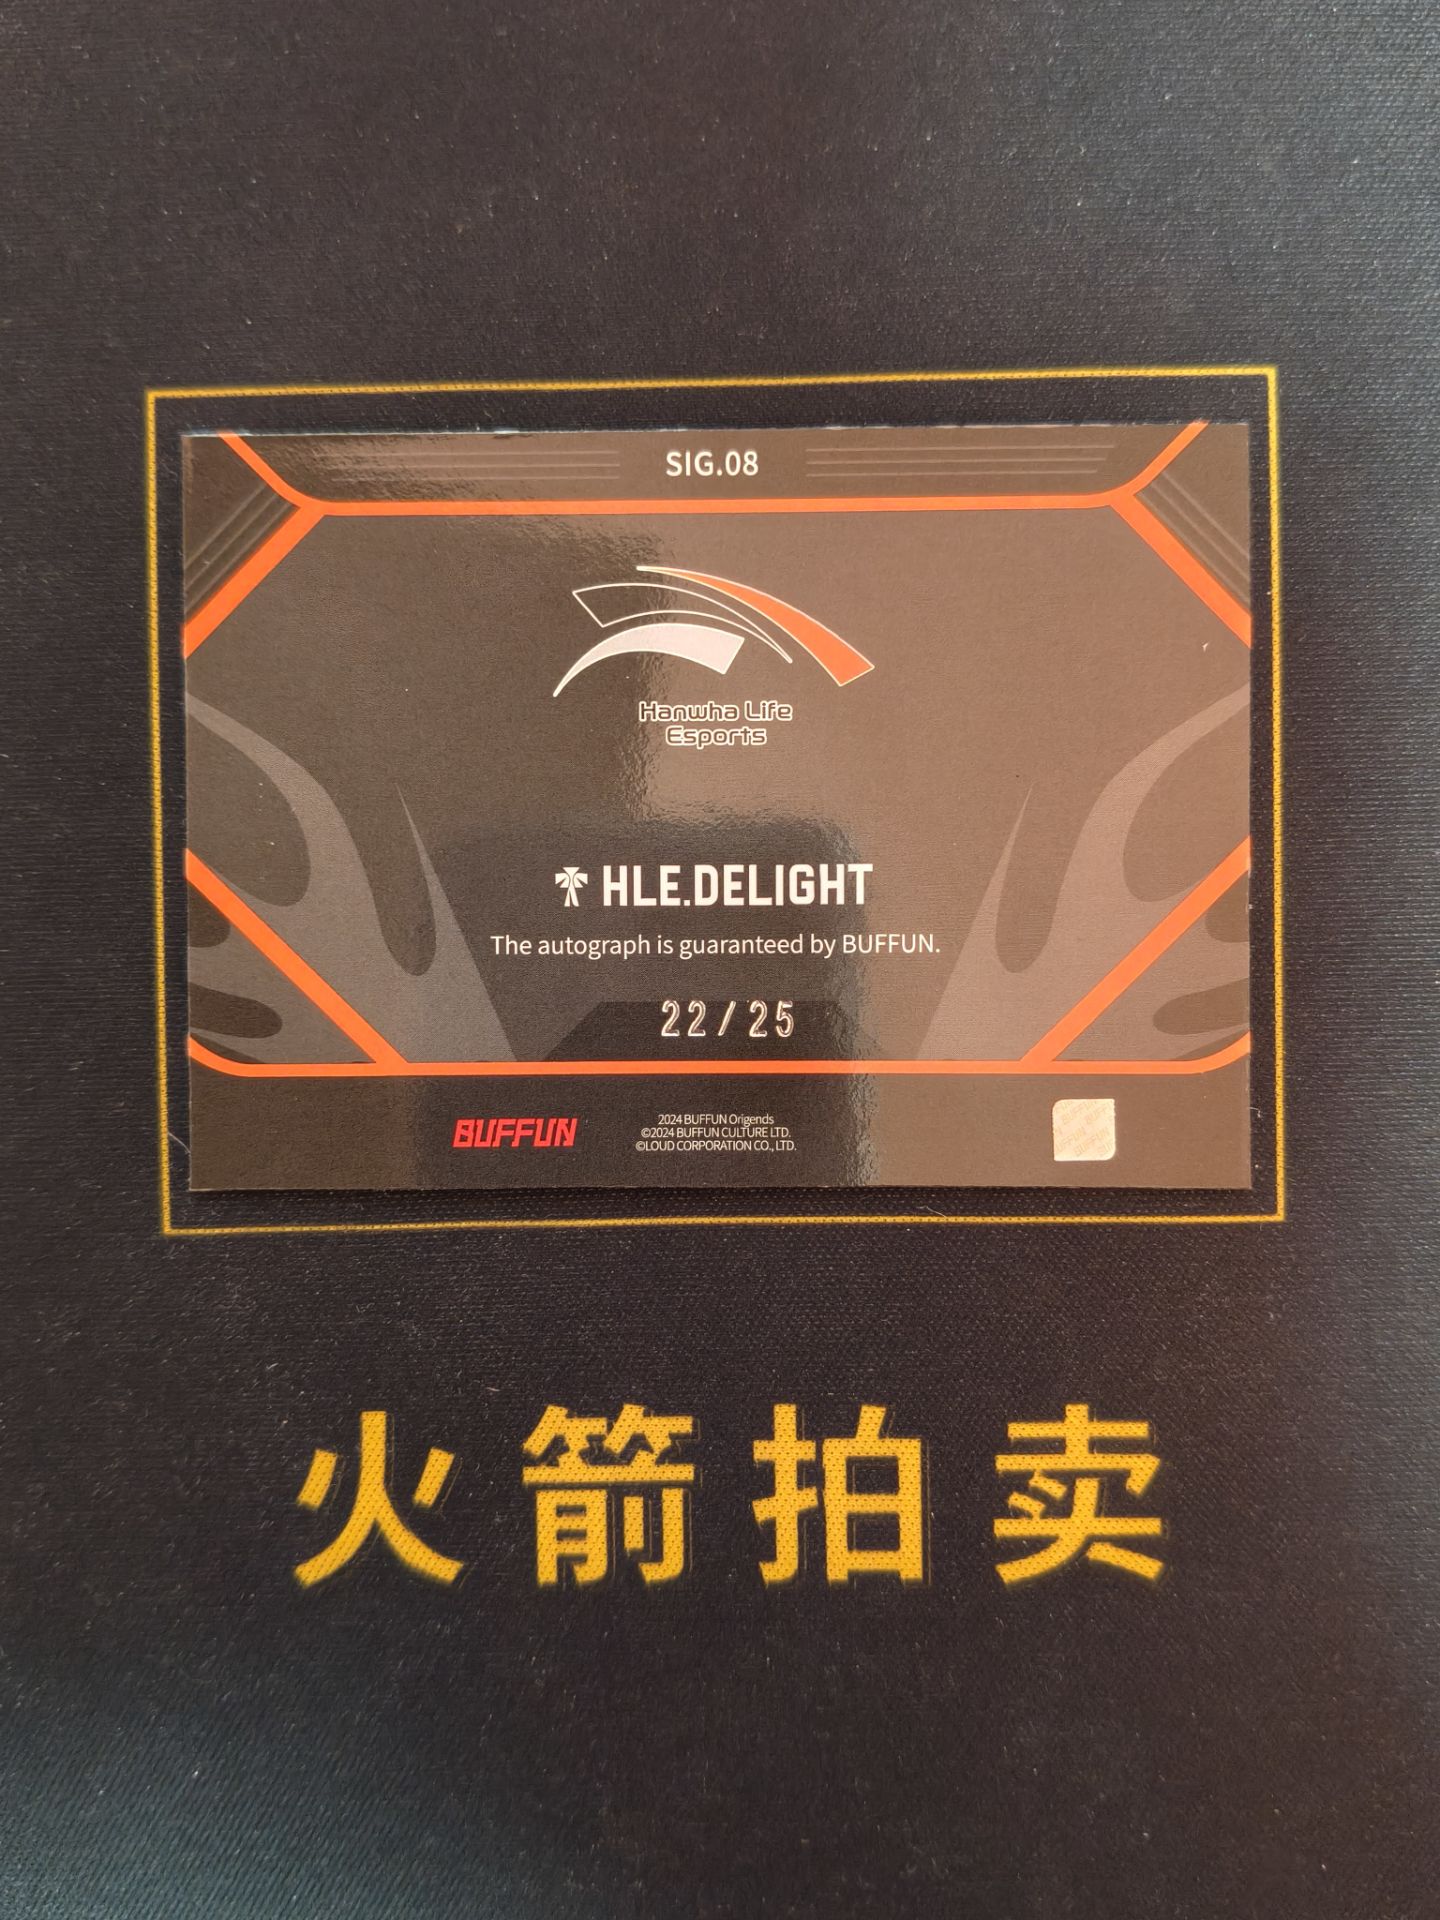 SIG.08
Hanwha Life
Esports
HLE.DELIGHT
The autograph is guaranteed by BUFFUN.
22/25
BUFFUN
2024 BUFFUN Origends
©2024 BUFFUN CULTURE LTD.
©LOUD CORPORATION CO., LTD.
火箭拍卖